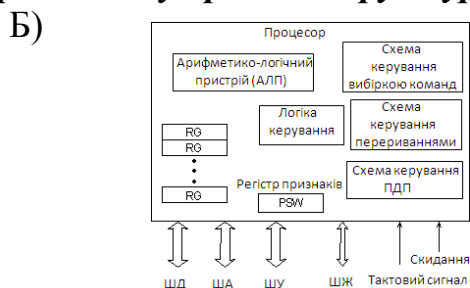 Б)
Процесор
Арифметико-логічний
пристрій (АЛП)
Схема
керування
вибіркою команд
Логіка
керування
Схема
керування
перериваннями
RG
RG
RG
Регістр признаків
PSW
Схема керування
ПДП
Скидання
ШД
ША
ШУ
ШЖ
Тактовий сигнал